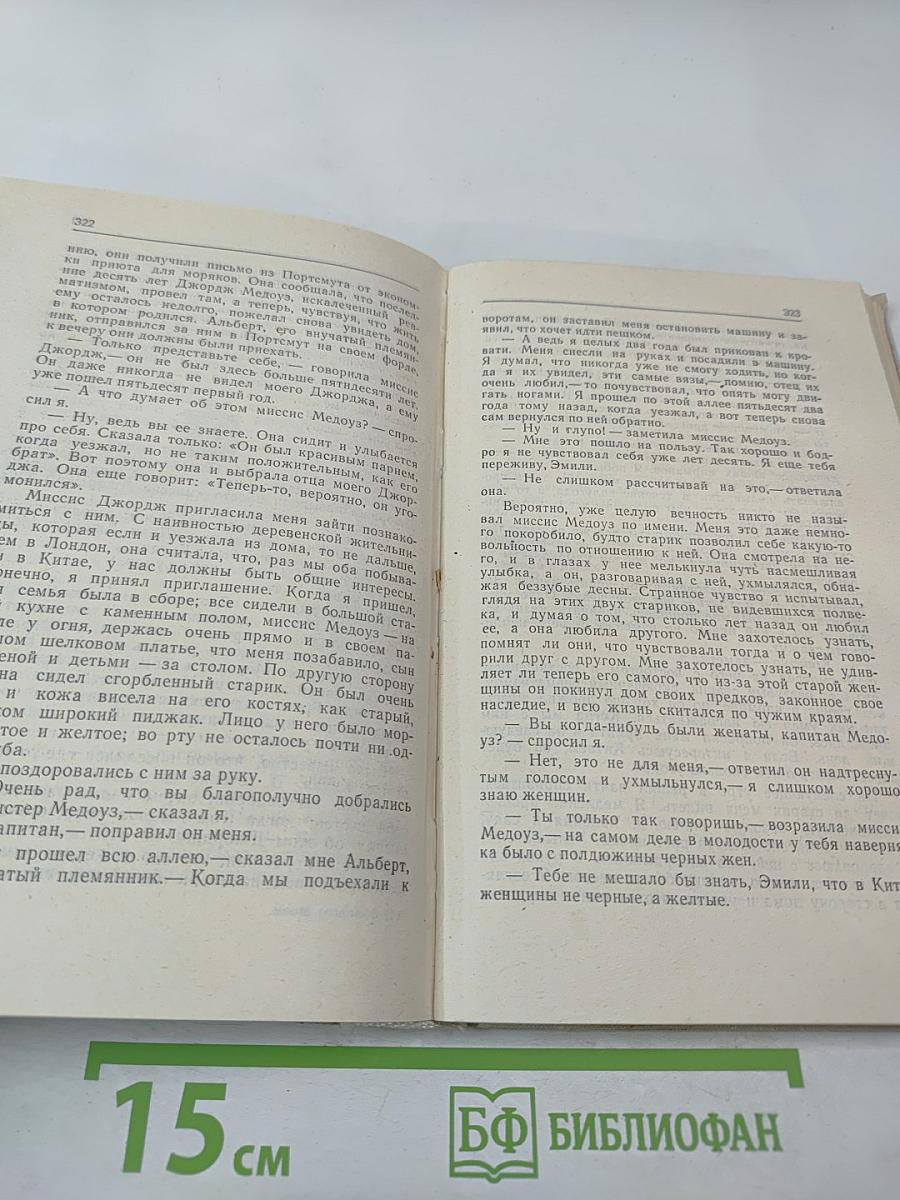 322
нию, они получили письмо из Портсмута от эконом-
ки приюта для моряков. Она сообщала, что послед-
ние десять лет Джордж Медоуз, искалеченный рев-
матизмом, провел там, а теперь, чувствуя, что жить
ему осталось недолго, пожелал снова увидеть дом,
в котором родился. Альберт, его внучатый племян-
ник, отправился за ним в Портсмут на своем форде,
к вечеру они должны были приехать.
— Только представьте себе, — говорила миссис
Джордж,— он не был здесь больше пятидесяти лет.
Он даже никогда не видел моего Джорджа, а ему
уже пошел пятьдесят первый год.
— А что думает об этом миссис Медоуз? — спро-
сил я.
— Ну, ведь вы ее знаете. Она сидит и улыбается
про себя. Сказала только: «Он был красивым парнем,
когда уезжал, но не таким положительным, как его
брат». Вот поэтому она и выбрала отца моего Джор-
джа. Она еще говорит: «Теперь-то, вероятно, он уго-
монился».
Миссис Джордж пригласила меня зайти познако-
миться с ним. С наивностью деревенской жительни-
цы, которая если и уезжала из дома, то не дальше,
ем в Лондон, она считала, что, раз мы оба побыва-
и в Китае, у нас должны быть общие интересы.
онечно, я принял приглашение. Когда я пришел,
я семья была в сборе; все сидели в большой ста-
й кухне с каменным полом, миссис Медоуз — на
ле у огня, держась очень прямо и в своем па-
ном шелковом платье, что меня позабавило, сын
еной и детьми — за столом. По другую сторону
на сидел сгорбленный старик. Он был очень
и кожа висела на его костях, как старый,
ком широкий пиджак. Лицо у него было мор-
тое и желтое; во рту не осталось почти ни од-
уба.
поздоровались с ним за руку.
Очень рад, что вы благополучно добрались
истер Медоуз,— сказал я.
апитан,— поправил он меня.
прошел всю аллею,— сказал мне Альберт,
атый племянник.— Когда мы подъехали к
323
воротам, он заставил меня остановить машину и за-
явил, что хочет идти пешком.
— А ведь я целых два года был прикован к кро-
вати. Меня снесли на руках и посадили в машину.
Я думал, что никогда уже не смогу ходить, но ког-
да я их увидел, эти самые вязы,— помню, отец их
очень любил,— то почувствовал, что опять могу дви-
гать ногами. Я прошел по этой аллее пятьдесят два
года тому назад, когда уезжал, а вот теперь снова
сам вернулся по ней обратно.
— Ну и глупо! — заметила миссис Медоуз.
— Мне это пошло на пользу. Так хорошо и бод-
ро я не чувствовал себя уже лет десять. Я еще тебя
переживу, Эмили.
— Не слишком рассчитывай на это,— ответила
она.
Вероятно, уже целую вечность никто не назы-
вал миссис Медоуз по имени. Меня это даже немно-
го покоробило, будто старик позволил себе какую-то
вольность по отношению к ней. Она смотрела на не-
го, и в глазах у нее мелькнула чуть насмешливая
улыбка, а он, разговаривая с ней, ухмылялся, обна-
жая беззубые десны. Странное чувство я испытывал,
глядя на этих двух стариков, не видевшихся полве-
ка, и думая о том, что столько лет назад он любил
ее, а она любила другого. Мне захотелось узнать,
помнят ли они, что чувствовали тогда и о чем гово-
рили друг с другом. Мне захотелось узнать, не удив-
ляет ли теперь его самого, что из-за этой старой жен-
щины он покинул дом своих предков, законное свое
наследие, и всю жизнь скитался по чужим краям.
— Вы когда-нибудь были женаты, капитан Медо-
уз? — спросил я.
— Нет, это не для меня,— ответил он надтресну-
тым голосом и ухмыльнулся,— я слишком хорошо
знаю женщин.
— Ты только так говоришь,— возразила мисси
Медоуз,— на самом деле в молодости у тебя наверня
ка было с полдюжины черных жен.
— Тебе не мешало бы знать, Эмили, что в Кит
женщины не черные, а желтые.
15 см
БФ БИБЛИОФАН